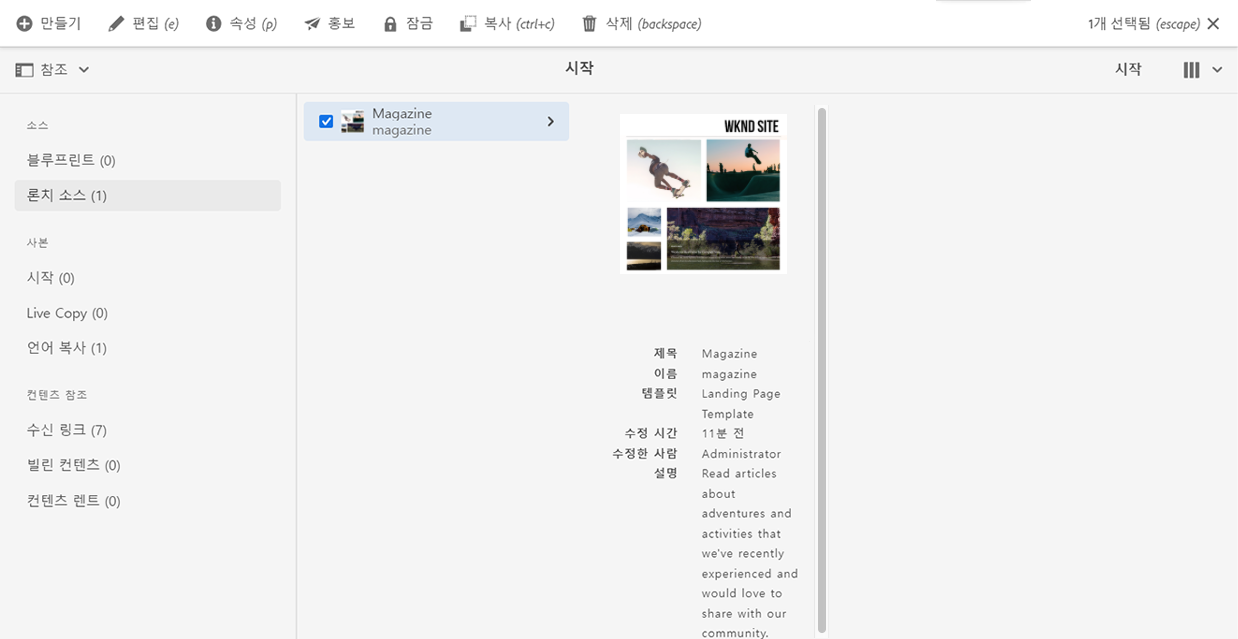 만들기 편집 (e) 속성 (p) 홍보 잠금 복사 (ctrl+c) 삭제 (backspace) 1개 선택됨 (escape)
참조 시작 시작
소스
블루프린트 (0)
론치 소스 (1)
사본
시작 (0)
Live Copy (0)
언어 복사 (1)
컨텐츠 참조
수신 링크 (7)
빌린 컨텐츠 (0)
컨텐츠 렌트 (0)
Magazine
magazine
WKND SITE
제목 Magazine
이름 magazine
템플릿 Landing Page
Template
수정 시간 11분 전
수정한 사람 Administrator
설명 Read articles
about
adventures and
activities that
we've recently
experienced and
would love to
share with our
community.